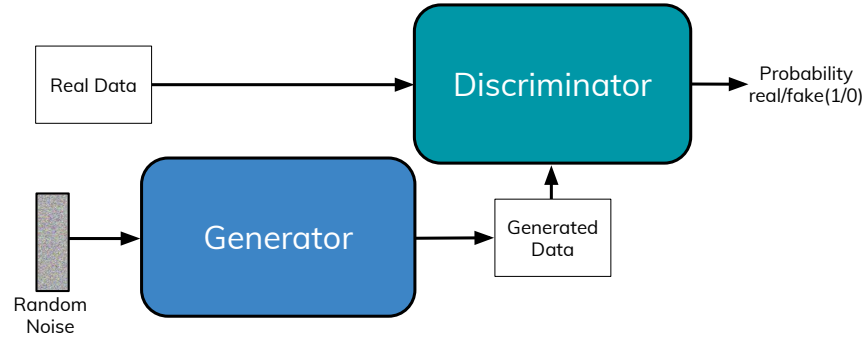 Real Data
Discriminator
Probability
real/fake(1/0)
Generator
Generated
Data
Random
Noise